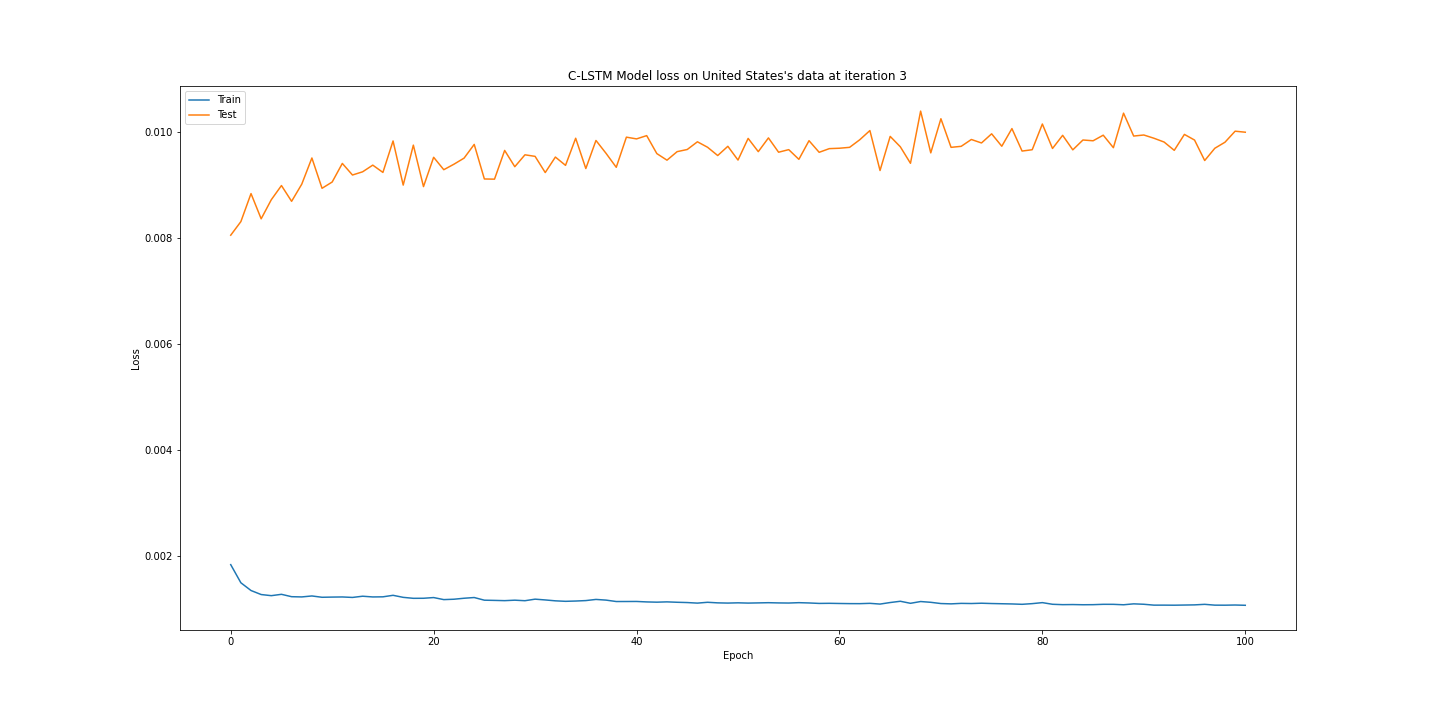 C-LSTM Model loss on United States's data at iteration 3
Train
Test
0.010
0.008
0.006
0.004
0.002
Loss
0 20 40 60 80 100
Epoch